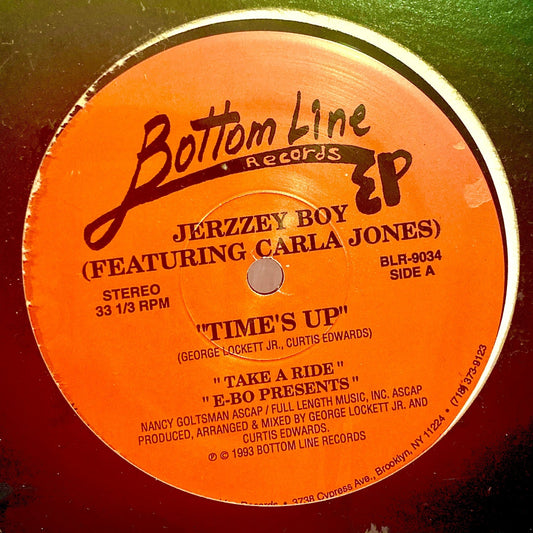 Bottom Line
Records
EP
JERZZEY BOY
(FEATURING CARLA JONES)
STEREO
33 1/3 RPM
BLR-9034
SIDE A
"TIME'S UP"
(GEORGE LOCKETT JR., CURTIS EDWARDS)
" TAKE A RIDE "
" E-BO PRESENTS "
NANCY GOLTSMAN ASCAP / FULL LENGTH MUSIC, INC. ASCAP
PRODUCED, ARRANGED & MIXED BY GEORGE LOCKETT JR. AND
CURTIS EDWARDS.
℗ © 1993 BOTTOM LINE RECORDS
Records • 3738 Cypress Ave., Brooklyn, NY 11224 • (718) 373-9123